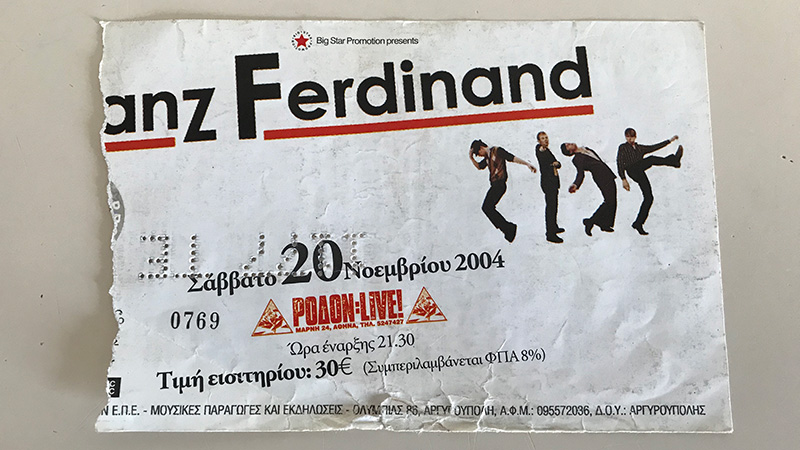 Big Star Promotion presents
anz Ferdinand
Σάββατο 20 Νοεμβρίου 2004
0769
ΡΟΔΟΝ:LIVE!
ΜΑΡΝΗ 24, ΑΘΗΝΑ, ΤΗΛ. 5247427
Ώρα έναρξης 21.30
Τιμή εισιτηρίου: 30€ (Συμπεριλαμβάνεται ΦΠΑ 8%)
Ν Ε.Π.Ε. - ΜΟΥΣΙΚΕΣ ΠΑΡΑΓΩΓΕΣ ΚΑΙ ΕΚΔΗΛΩΣΕΙΣ - ΟΛΥΜΠΙΑΣ 86, ΑΡΓΥΡΟΥΠΟΛΗ, Α.Φ.Μ.: 095572036, Δ.Ο.Υ.: ΑΡΓΥΡΟΥΠΟΛΗΣ